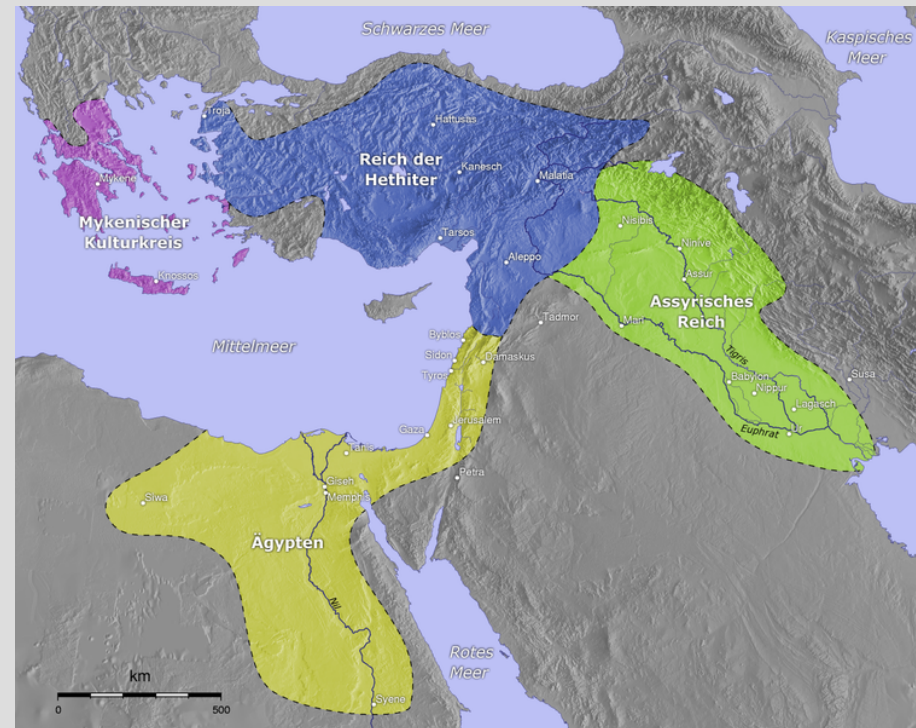 Schwarzes Meer
Kaspisches
Meer
Troja
Hattusas
Reich der
Hethiter
Kanesch
Malatia
Mykene
Mykenischer
Kulturkreis
Tarsos
Nisibis
Ninive
Aleppo
Assur
Knossos
Assyrisches
Reich
Tadmor
Mari
Mittelmeer
Byblos
Sidon
Damaskus
Tyros
Tigris
Susa
Babylon
Nippur
Lagasch
Gaza
Jerusalem
Euphrat
Ur
Tanis
Petra
Giseh
Memphis
Siwa
Ägypten
Nil
Rotes
Meer
km
0
500
Syene